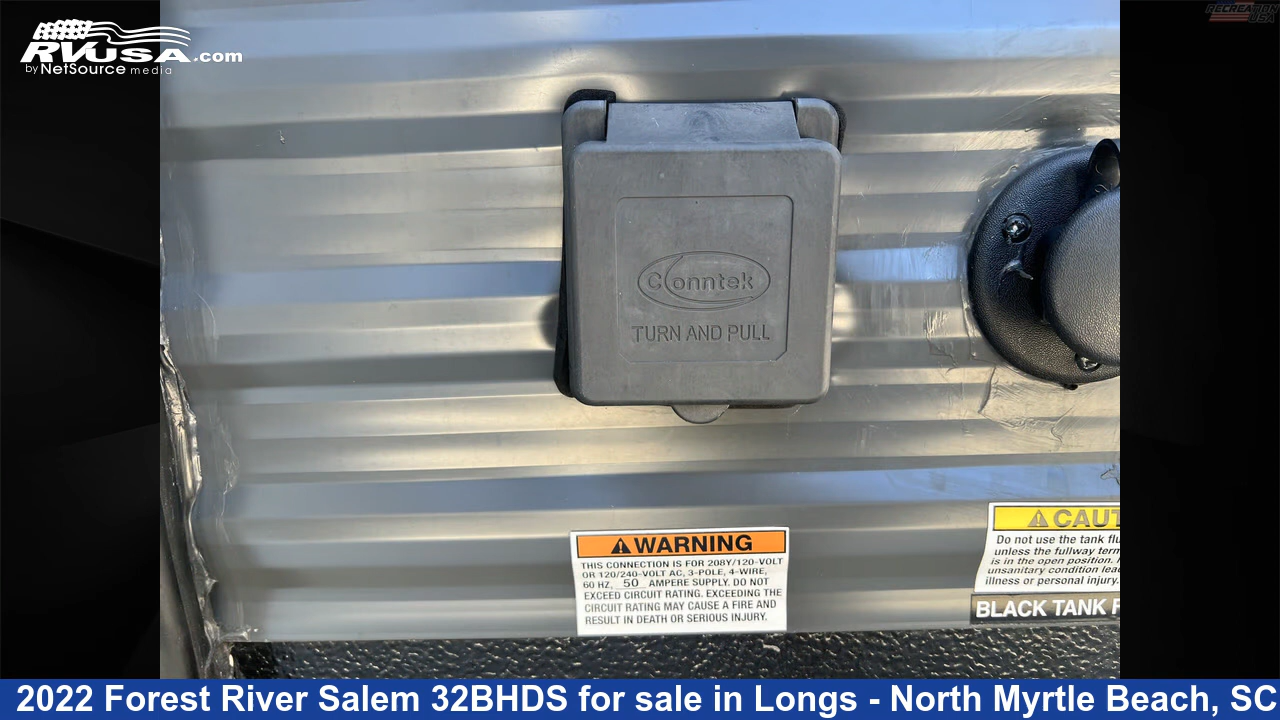 RVUSA.com
by NetSource media
RECREATION
USA
Conntek
TURN AND PULL
WARNING
THIS CONNECTION IS FOR 208Y/120-VOLT
OR 120/240-VOLT AC, 3-POLE, 4-WIRE,
60 HZ, 50 AMPERE SUPPLY. DO NOT
EXCEED CIRCUIT RATING. EXCEEDING THE
CIRCUIT RATING MAY CAUSE A FIRE AND
RESULT IN DEATH OR SERIOUS INJURY.
CAUT
Do not use the tank flu
unless the fullway term
is in the open position.
unsanitary condition lea
illness or personal injury.
BLACK TANK F
2022 Forest River Salem 32BHDS for sale in Longs - North Myrtle Beach, SC